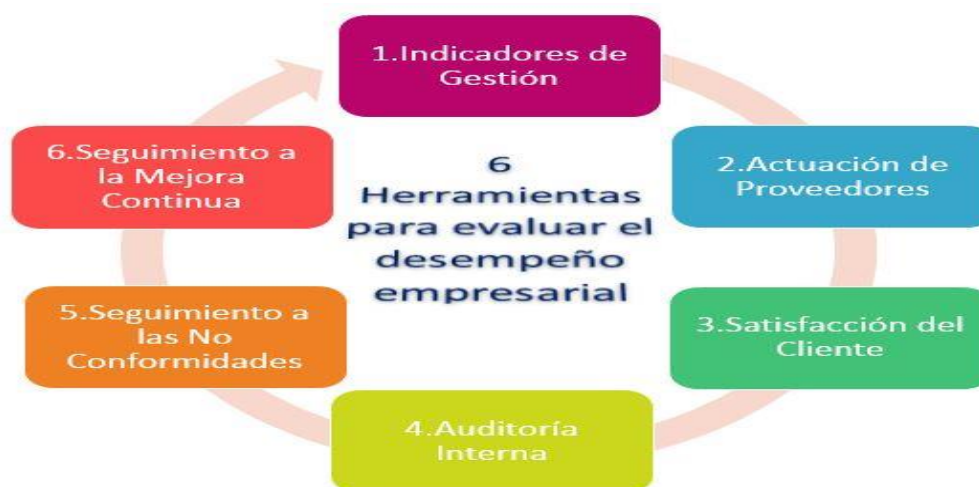 1.Indicadores de
Gestión
2.Actuación de
Proveedores
3.Satisfacción del
Cliente
4.Auditoría
Interna
5.Seguimiento a
las No
Conformidades
6.Seguimiento a
la Mejora
Continua
6
Herramientas
para evaluar el
desempeño
empresarial